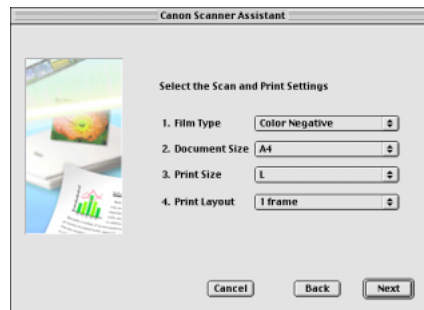 Canon Scanner Assistant
Select the Scan and Print Settings
1. Film Type Color Negative
2. Document Size A4
3. Print Size L
4. Print Layout 1 frame
Cancel Back Next